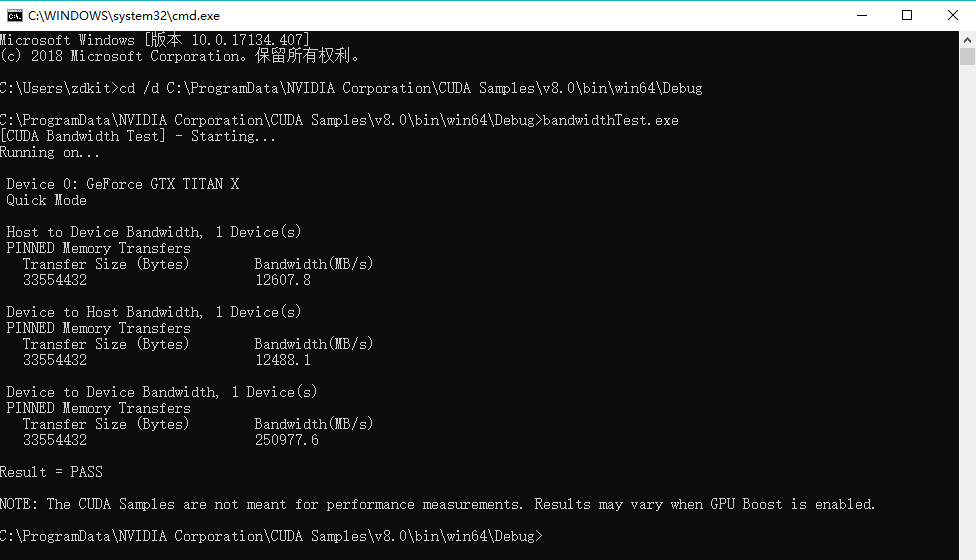 C:\WINDOWS\system32\cmd.exe
Microsoft Windows [版本 10.0.17134.407]
(c) 2018 Microsoft Corporation。保留所有权利。
C:\Users\zdkit>cd /d C:\ProgramData\NVIDIA Corporation\CUDA Samples\v8.0\bin\win64\Debug
C:\ProgramData\NVIDIA Corporation\CUDA Samples\v8.0\bin\win64\Debug>bandwidthTest.exe
[CUDA Bandwidth Test] - Starting...
Running on...
Device 0: GeForce GTX TITAN X
Quick Mode
Host to Device Bandwidth, 1 Device(s)
PINNED Memory Transfers
Transfer Size (Bytes) Bandwidth(MB/s)
33554432 12607.8
Device to Host Bandwidth, 1 Device(s)
PINNED Memory Transfers
Transfer Size (Bytes) Bandwidth(MB/s)
33554432 12488.1
Device to Device Bandwidth, 1 Device(s)
PINNED Memory Transfers
Transfer Size (Bytes) Bandwidth(MB/s)
33554432 250977.6
Result = PASS
NOTE: The CUDA Samples are not meant for performance measurements. Results may vary when GPU Boost is enabled.
C:\ProgramData\NVIDIA Corporation\CUDA Samples\v8.0\bin\win64\Debug>